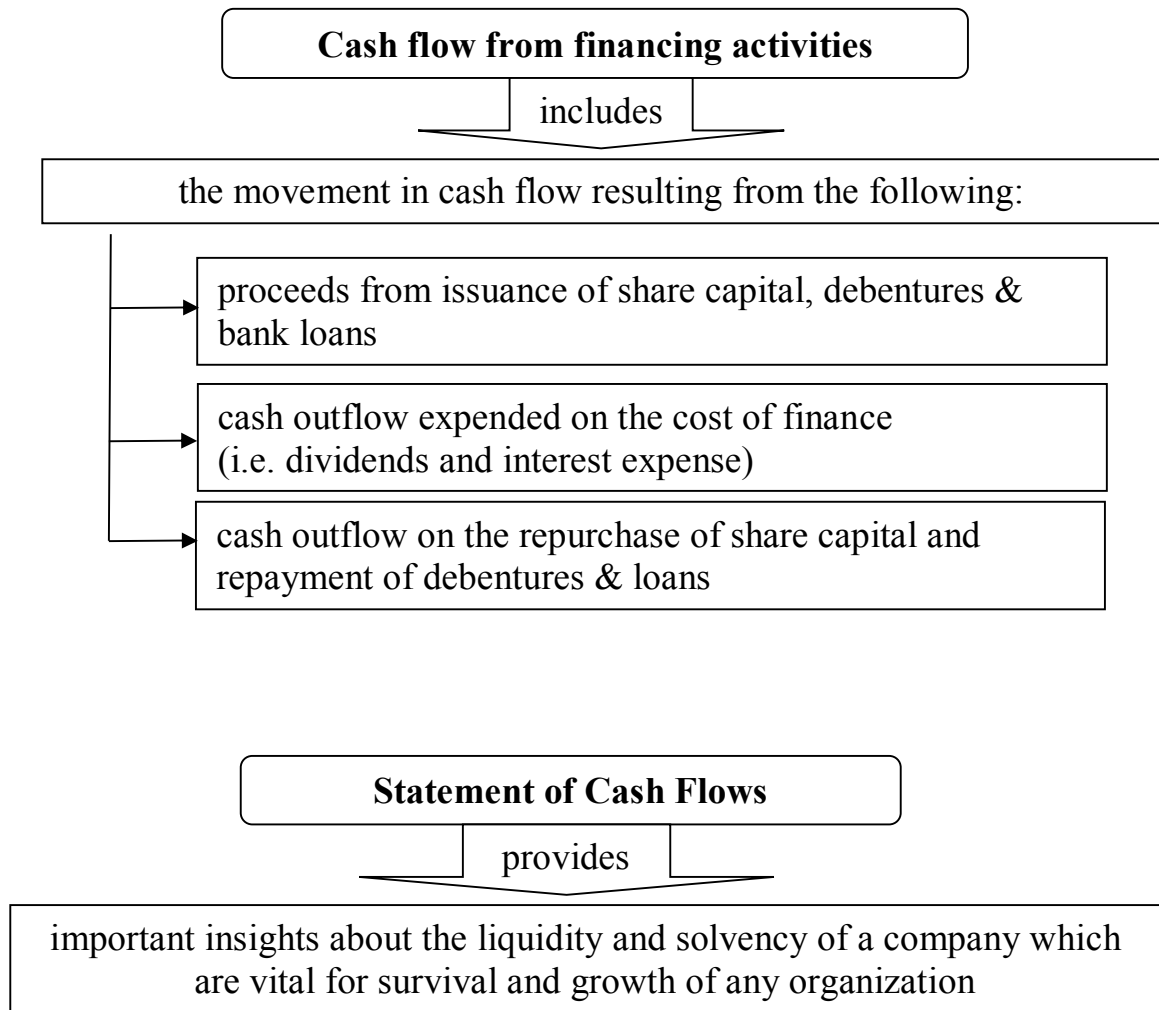 Cash flow from financing activities
includes
the movement in cash flow resulting from the following:
proceeds from issuance of share capital, debentures &
bank loans
cash outflow expended on the cost of finance
(i.e. dividends and interest expense)
cash outflow on the repurchase of share capital and
repayment of debentures & loans
Statement of Cash Flows
provides
important insights about the liquidity and solvency of a company which
are vital for survival and growth of any organization